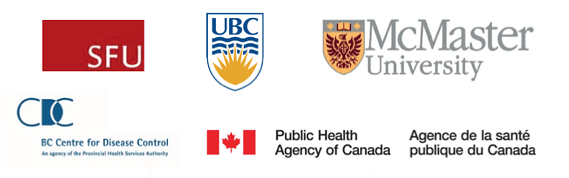 SFU
UBC
McMaster
University
CDC
BC Centre for Disease Control
An agency of the Provincial Health Services Authority
Public Health
Agency of Canada
Agence de la santé
publique du Canada